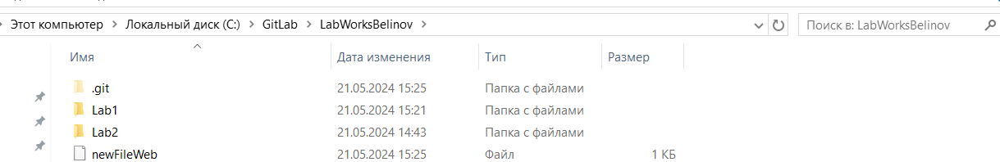 Этот компьютер Локальный диск (C:) GitLab LabWorksBelinov Поиск в: LabWorksBelinov
Имя Дата изменения Тип Размер
.git 21.05.2024 15:25 Папка с файлами
Lab1 21.05.2024 15:21 Папка с файлами
Lab2 21.05.2024 14:43 Папка с файлами
newFileWeb 21.05.2024 15:25 Файл 1 КБ